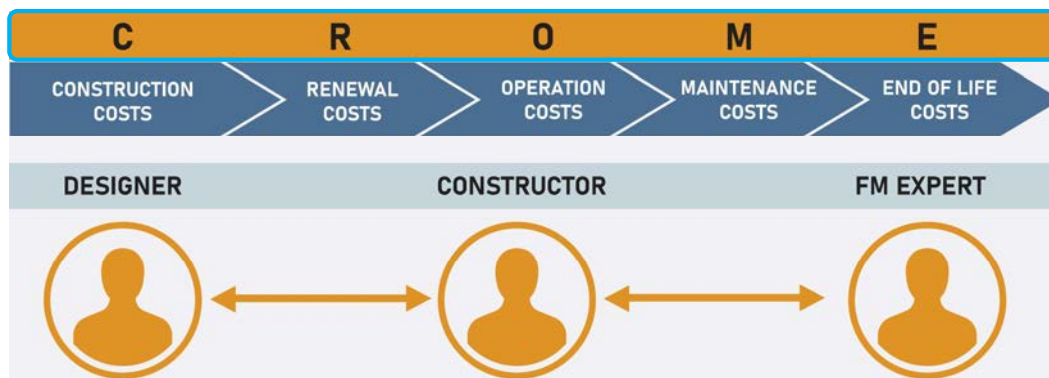 C R O M E
CONSTRUCTION COSTS
RENEWAL COSTS
OPERATION COSTS
MAINTENANCE COSTS
END OF LIFE COSTS
DESIGNER CONSTRUCTOR FM EXPERT